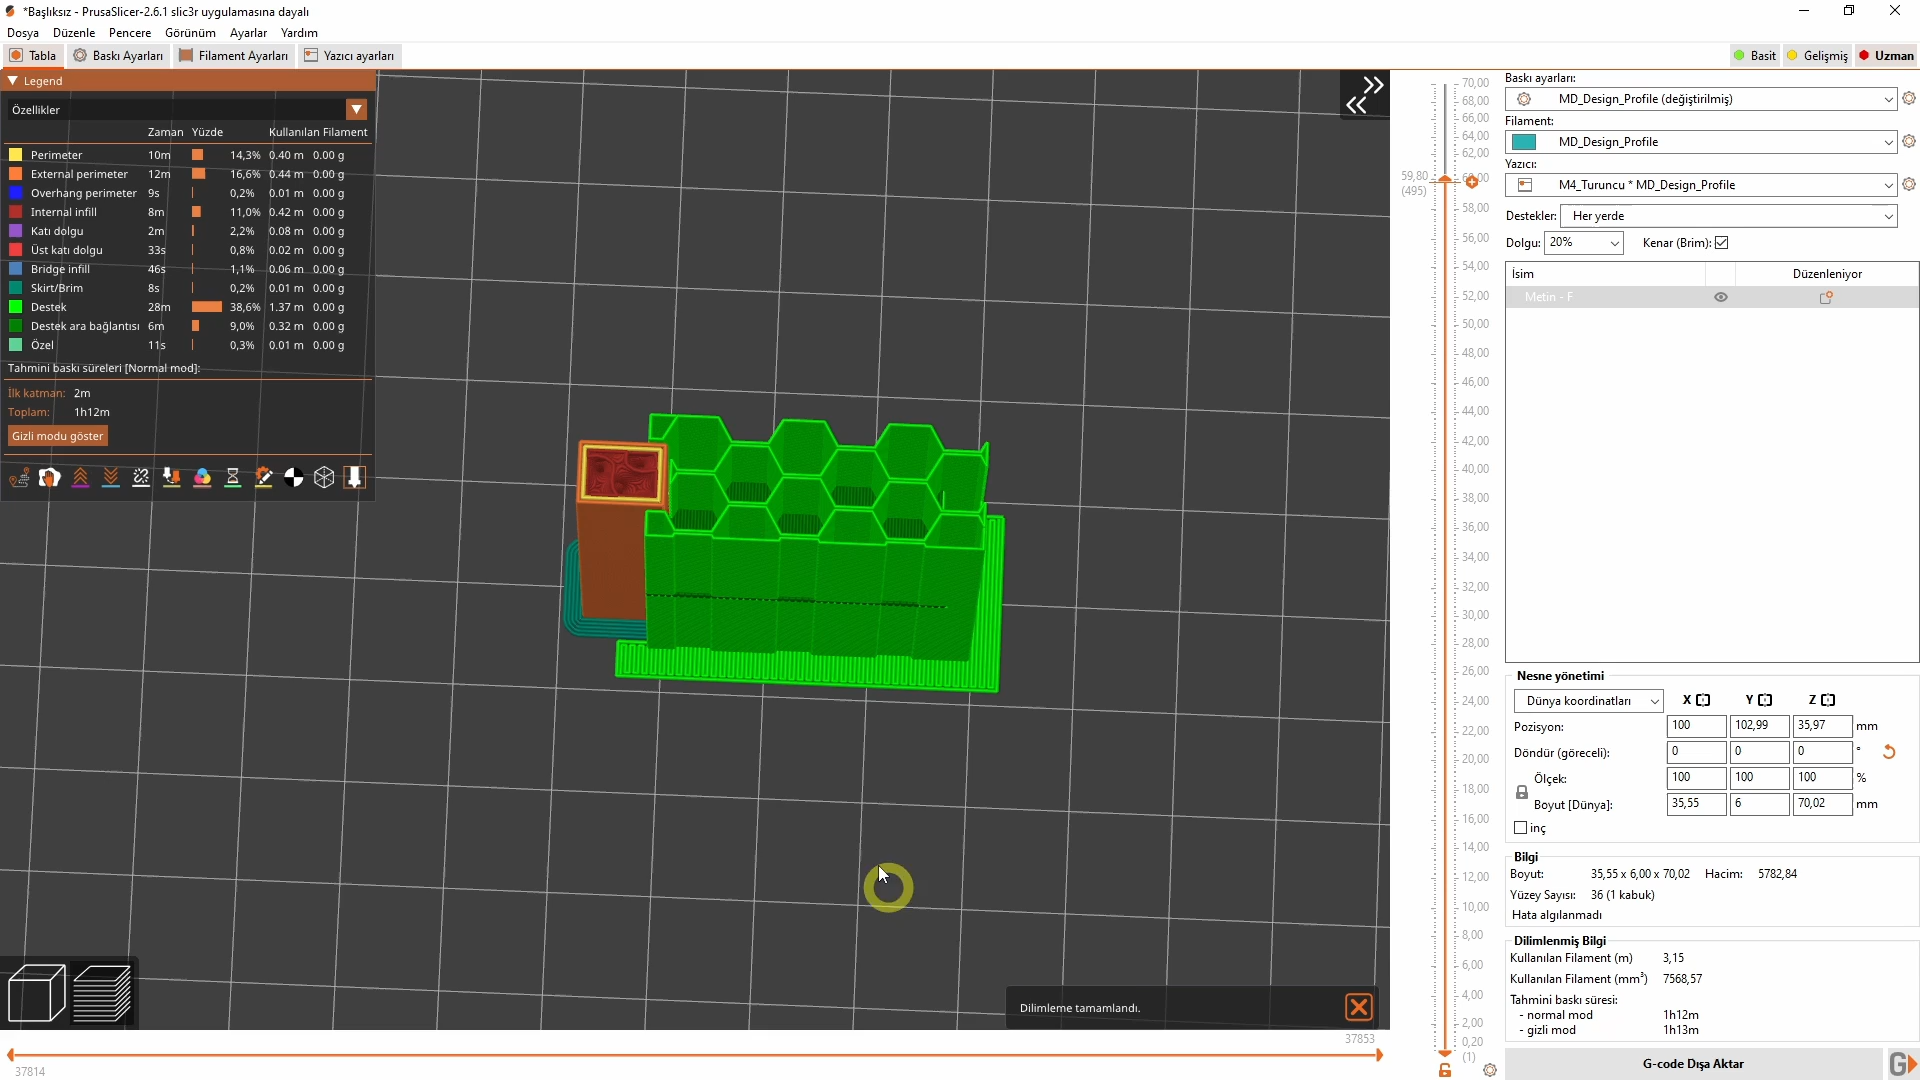 *Başlıksız - PrusaSlicer-2.6.1 slic3r uygulamasına dayalı
Dosya Düzenle Pencere Görünüm Ayarlar Yardım
Tabla Baskı Ayarları Filament Ayarları Yazıcı ayarları Basit Gelişmiş Uzman
Legend
Özellikler
Zaman Yüzde Kullanılan Filament
Perimeter 10m 14,3% 0.40 m 0.00 g
External perimeter 12m 16,6% 0.44 m 0.00 g
Overhang perimeter 9s 0,2% 0.01 m 0.00 g
Internal infill 8m 11,0% 0.42 m 0.00 g
Katı dolgu 2m 2,2% 0.08 m 0.00 g
Üst katı dolgu 33s 0,8% 0.02 m 0.00 g
Bridge infill 46s 1,1% 0.06 m 0.00 g
Skirt/Brim 8s 0,2% 0.01 m 0.00 g
Destek 28m 38,6% 1.37 m 0.00 g
Destek ara bağlantısı 6m 9,0% 0.32 m 0.00 g
Özel 11s 0,3% 0.01 m 0.00 g
Tahmini baskı süreleri [Normal mod]:
İlk katman: 2m
Toplam: 1h12m
Gizli modu göster
Dilimleme tamamlandı.
37853
37814
70,00
68,00
66,00
64,00
62,00
59,80
(495)
58,00
56,00
54,00
52,00
50,00
48,00
46,00
44,00
42,00
40,00
38,00
36,00
34,00
32,00
30,00
28,00
26,00
24,00
22,00
20,00
18,00
16,00
14,00
12,00
10,00
8,00
6,00
4,00
2,00
0,20
(1)
Baskı ayarları:
MD_Design_Profile (değiştirilmiş)
Filament:
MD_Design_Profile
Yazıcı:
M4_Turuncu * MD_Design_Profile
Destekler: Her yerde
Dolgu: 20% Kenar (Brim):
İsim Düzenleniyor
Metin - F
Nesne yönetimi
Dünya koordinatları X Y Z
Pozisyon: 100 102,99 35,97 mm
Döndür (göreceli): 0 0 0 °
Ölçek: 100 100 100 %
Boyut [Dünya]: 35,55 6 70,02 mm
inç
Bilgi
Boyut: 35,55 x 6,00 x 70,02 Hacim: 5782,84
Yüzey Sayısı: 36 (1 kabuk)
Hata algılanmadı
Dilimlenmiş Bilgi
Kullanılan Filament (m) 3,15
Kullanılan Filament (mm³) 7568,57
Tahmini baskı süresi:
- normal mod 1h12m
- gizli mod 1h13m
G-code Dışa Aktar